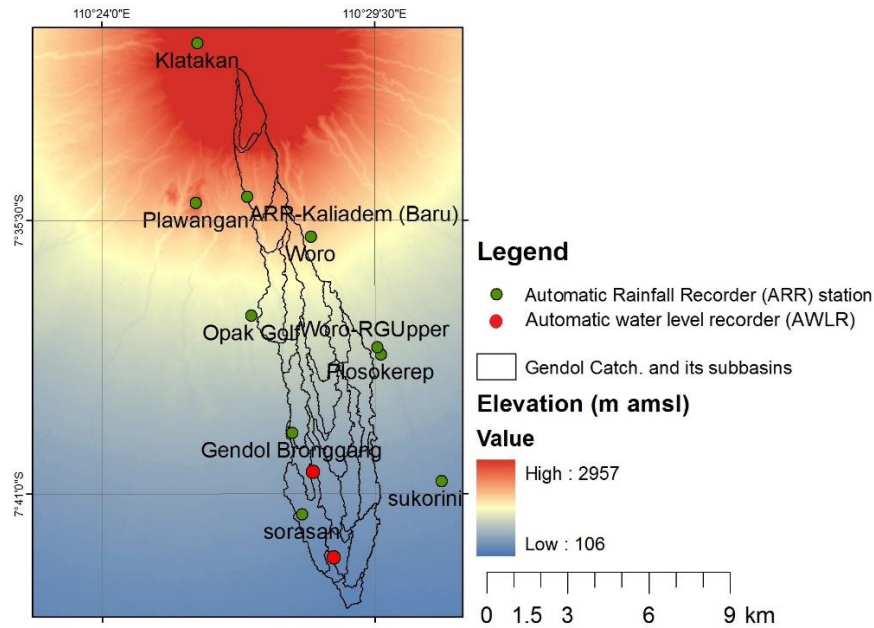 110°24'0"E
110°29'30"E
Klatakan
Plawangan
ARR-Kaliadem (Baru)
7°35'30"S
Woro
Opak Golf
Woro-RGUpper
Plosokerep
Gendol Bronggang
7°41'0"S
sukorini
sorasan
Legend
Automatic Rainfall Recorder (ARR) station
Automatic water level recorder (AWLR)
Gendol Catch. and its subbasins
Elevation (m amsl)
Value
High : 2957
Low : 106
0 1.5 3 6 9 km